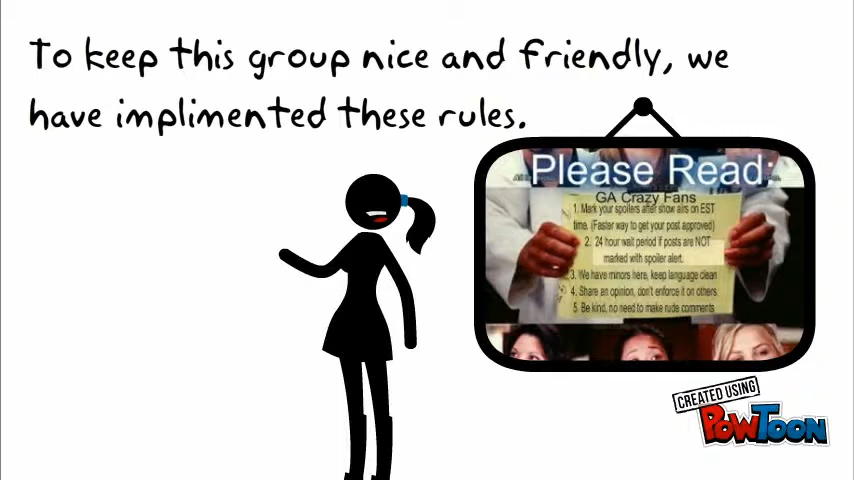 To keep this group nice and friendly, we
have implimented these rules.
Please Read:
GA Crazy Fans
1. Mark your spoilers after show airs on EST
time. (Faster way to get your post approved)
2. 24 hour wait period if posts are NOT
marked with spoiler alert.
3. We have minors here, keep language clean
4. Share an opinion, don't enforce it on others
5 Be kind, no need to make rude comments
CREATED USING
POWTOON